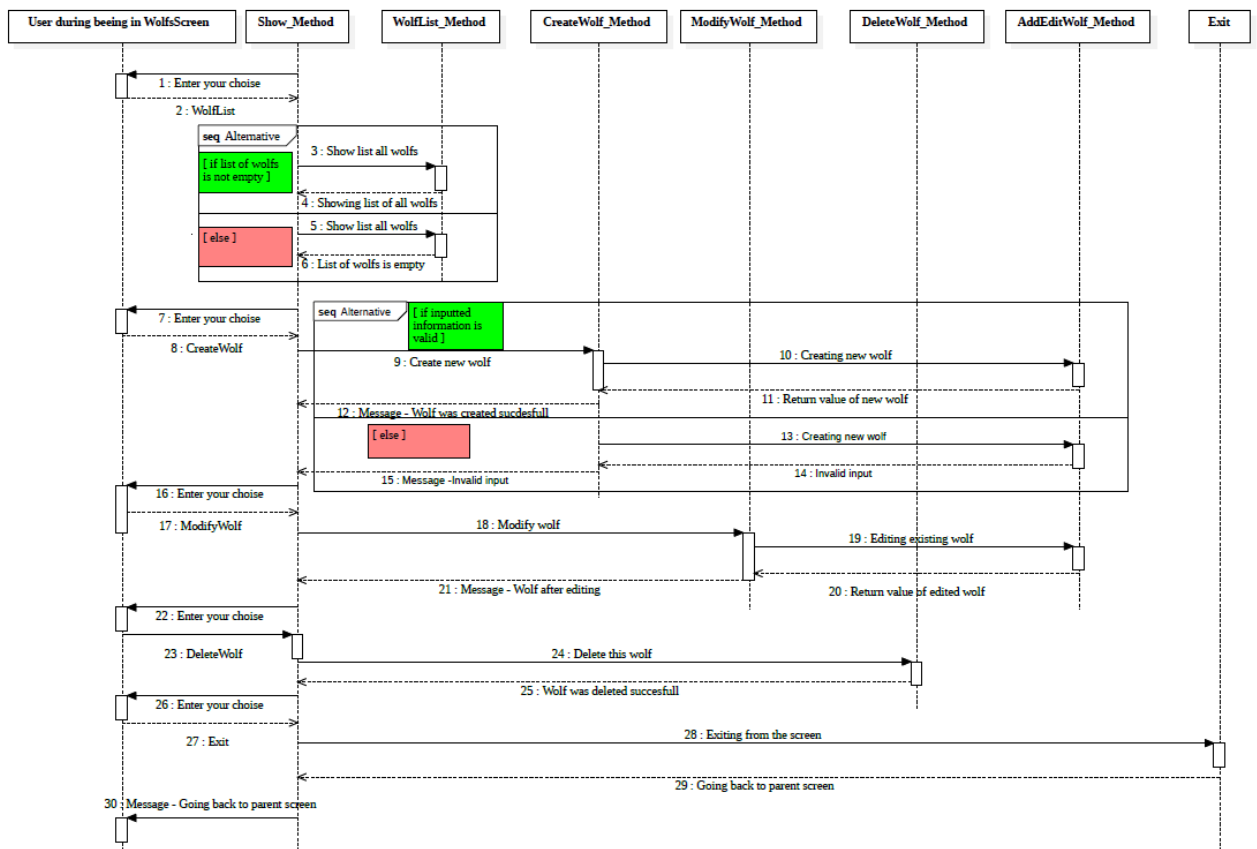 User during beeing in WolfsScreen
Show_Method
WolfList_Method
CreateWolf_Method
ModifyWolf_Method
DeleteWolf_Method
AddEditWolf_Method
Exit
1 : Enter your choise
2 : WolfList
seq Alternative
[ if list of wolfs
is not empty ]
3 : Show list all wolfs
4 : Showing list of all wolfs
[ else ]
5 : Show list all wolfs
6 : List of wolfs is empty
7 : Enter your choise
8 : CreateWolf
seq Alternative
[ if inputted
information is
valid ]
9 : Create new wolf
10 : Creating new wolf
11 : Return value of new wolf
12 : Message - Wolf was created sucdesfull
[ else ]
13 : Creating new wolf
14 : Invalid input
15 : Message -Invalid input
16 : Enter your choise
17 : ModifyWolf
18 : Modify wolf
19 : Editing existing wolf
20 : Return value of edited wolf
21 : Message - Wolf after editing
22 : Enter your choise
23 : DeleteWolf
24 : Delete this wolf
25 : Wolf was deleted succesfull
26 : Enter your choise
27 : Exit
28 : Exiting from the screen
29 : Going back to parent screen
30 : Message - Going back to parent screen